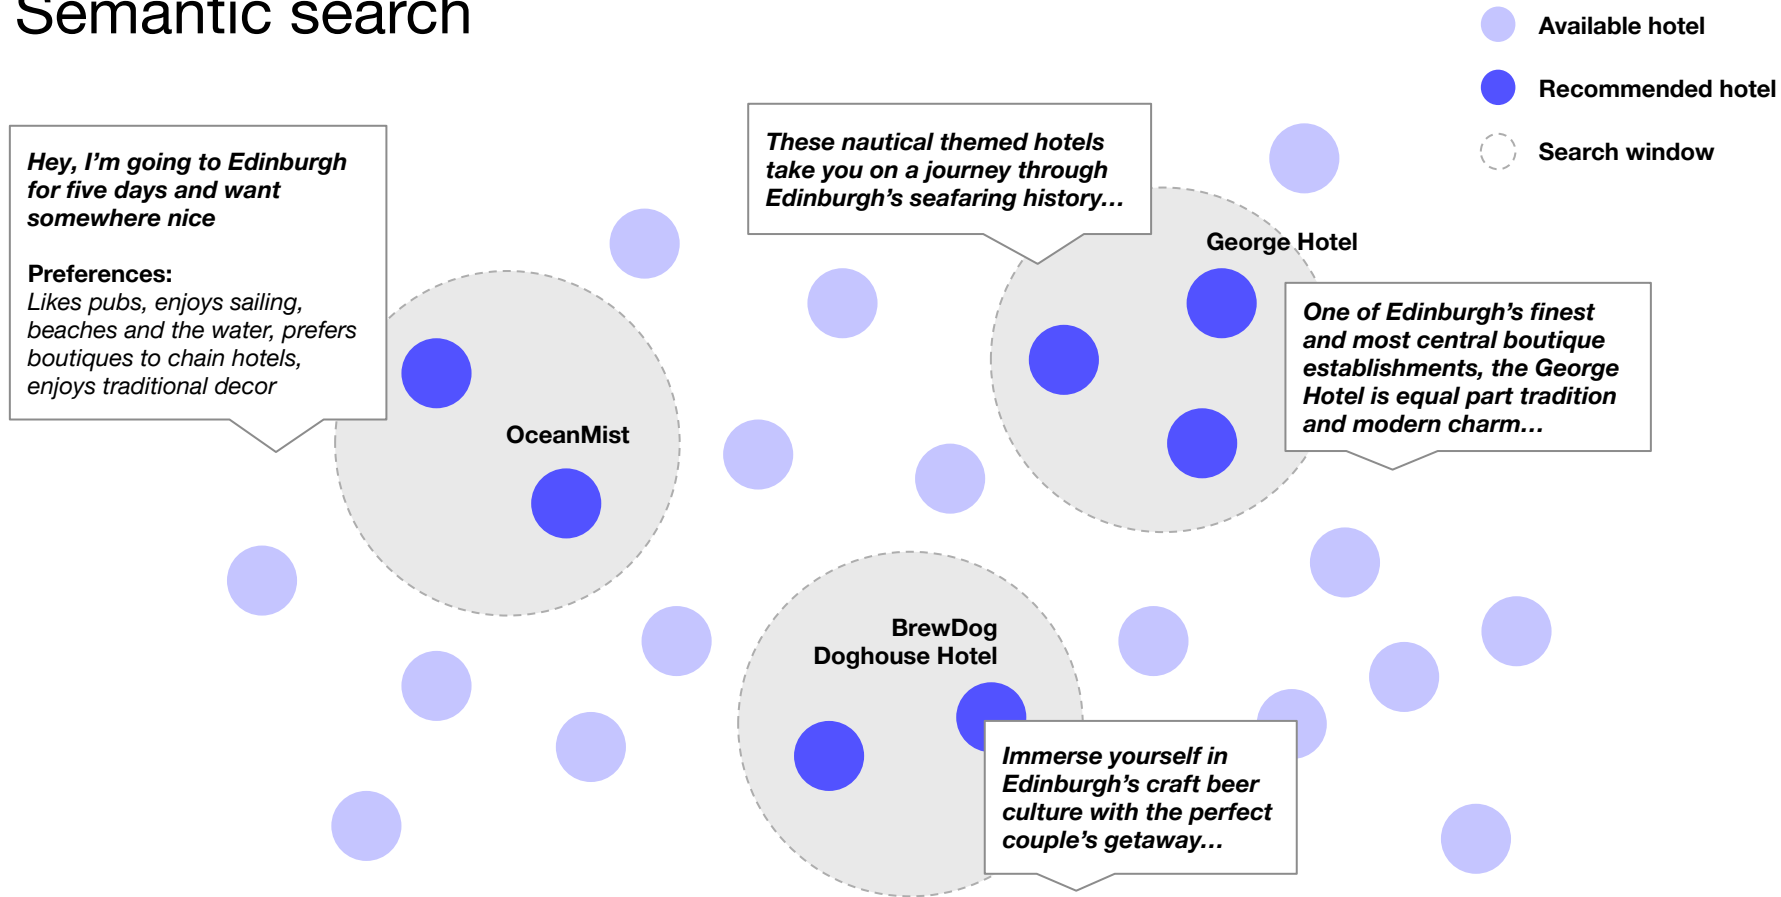 Semantic search
Available hotel
Recommended hotel
Search window
Hey, I’m going to Edinburgh
for five days and want
somewhere nice
Preferences:
Likes pubs, enjoys sailing,
beaches and the water, prefers
boutiques to chain hotels,
enjoys traditional decor
These nautical themed hotels
take you on a journey through
Edinburgh’s seafaring history…
George Hotel
One of Edinburgh’s finest
and most central boutique
establishments, the George
Hotel is equal part tradition
and modern charm…
OceanMist
BrewDog
Doghouse Hotel
Immerse yourself in
Edinburgh’s craft beer
culture with the perfect
couple’s getaway…